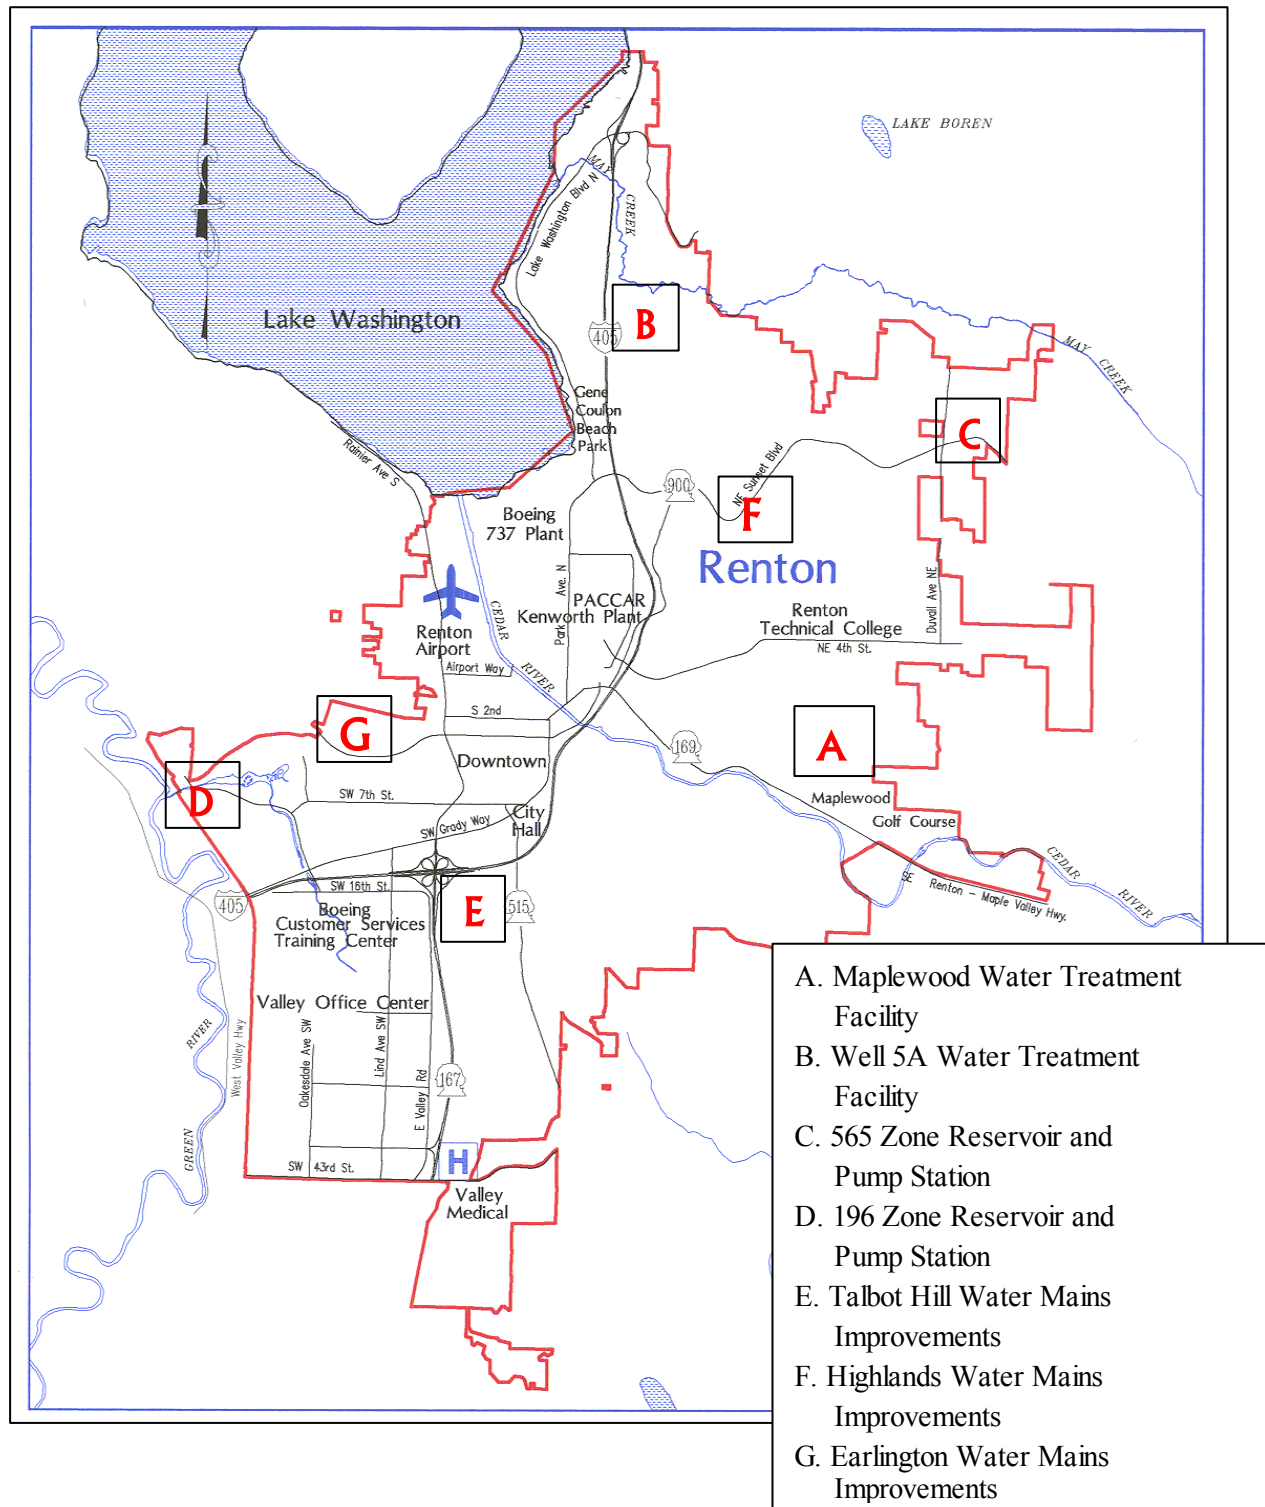 LAKE BOREN
MAY
CREEK
Lake Washington Blvd N
Lake Washington
B
405
MAY
CREEK
Gene
Coulon
Beach
Park
C
Rainier Ave S
NE Sunset Blvd
900
F
Boeing
737 Plant
Renton
CEDAR
RIVER
Park Ave. N
PACCAR
Kenworth Plant
Renton
Technical College
NE 4th St.
Duvall Ave NE
Renton
Airport
Airport Way
S 2nd
G
169
A
Downtown
D
SW 7th St.
City
Hall
SW Grady Way
Maplewood
Golf Course
CEDAR
RIVER
SE Renton - Maple Valley Hwy.
SW 16th St.
405
E
515
Boeing
Customer Services
Training Center
Valley Office Center
GREEN
RIVER
West Valley Hwy
Oakesdale Ave SW
Lind Ave SW
E Valley Rd
167
SW 43rd St.
H
Valley
Medical
A. Maplewood Water Treatment
Facility
B. Well 5A Water Treatment
Facility
C. 565 Zone Reservoir and
Pump Station
D. 196 Zone Reservoir and
Pump Station
E. Talbot Hill Water Mains
Improvements
F. Highlands Water Mains
Improvements
G. Earlington Water Mains
Improvements